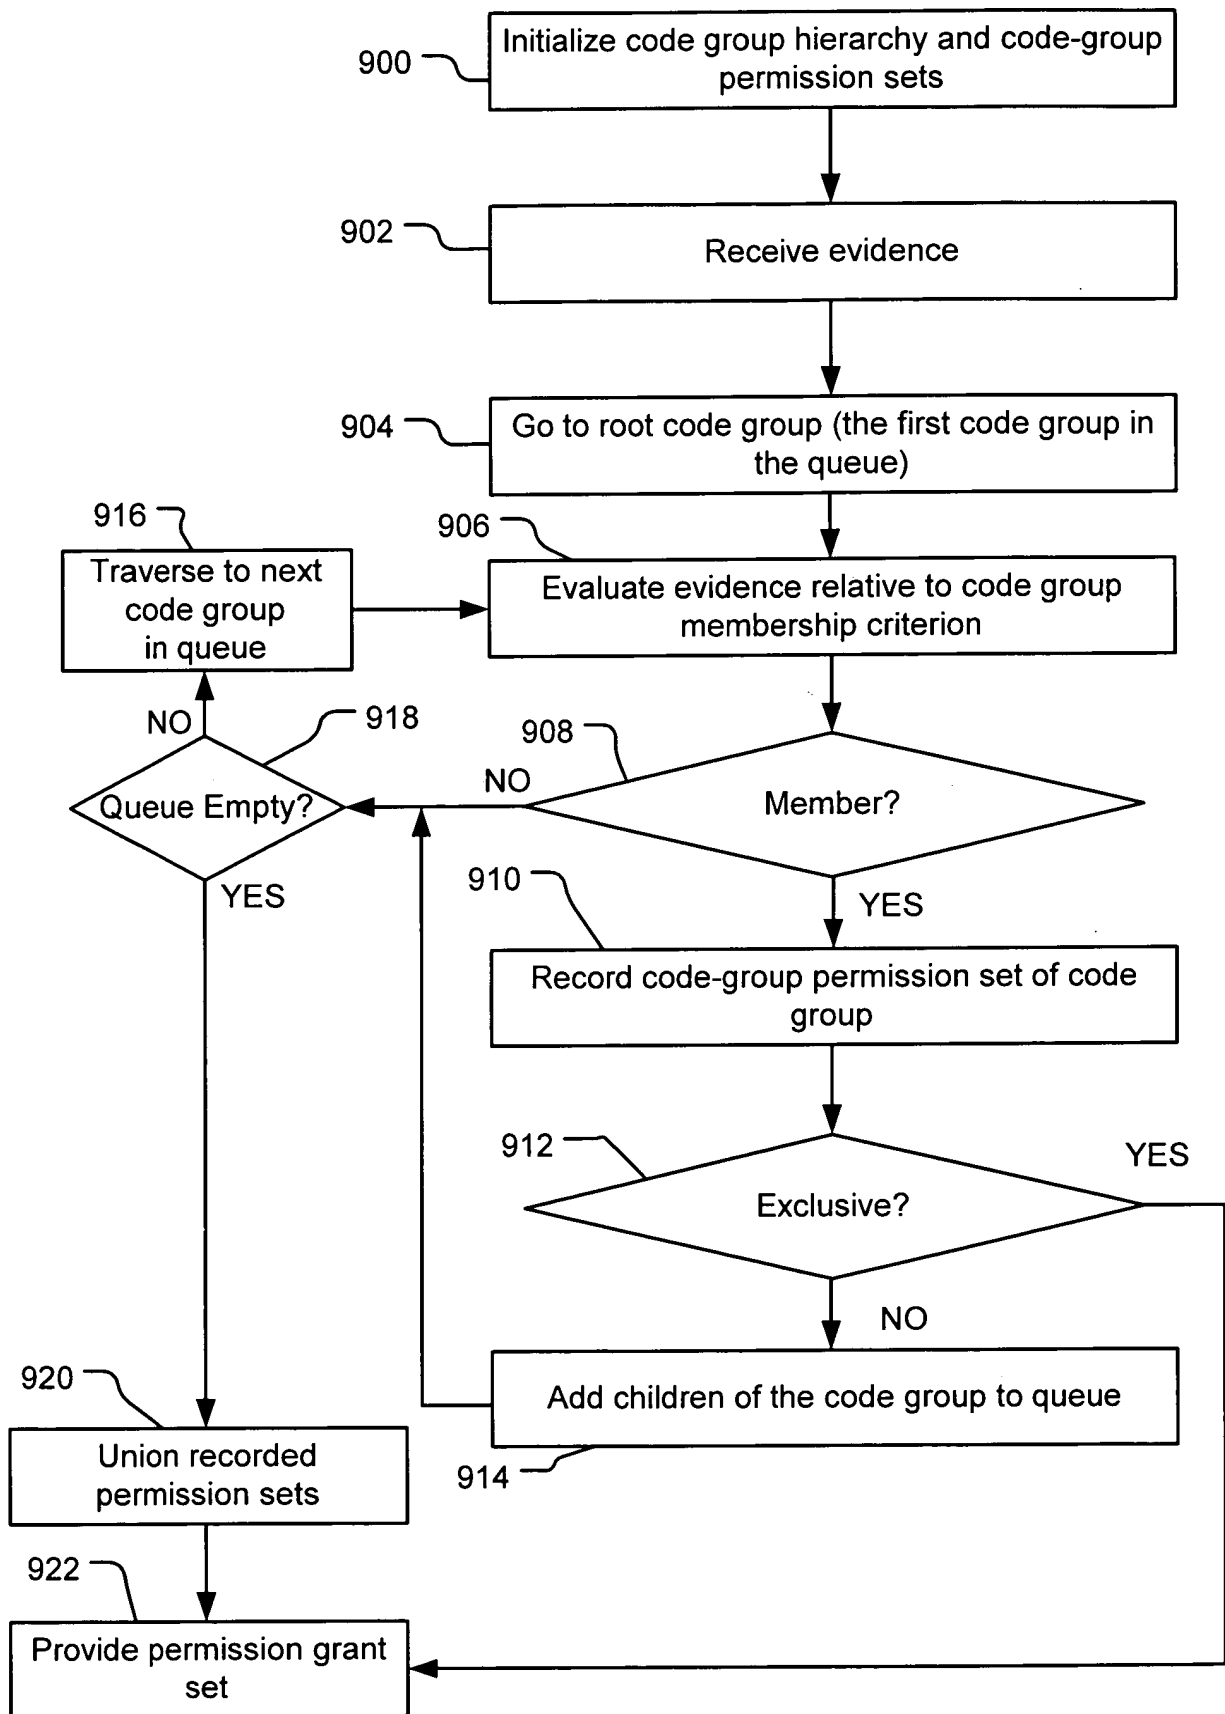 Initialize code group hierarchy and code-group
permission sets
900
902
Receive evidence
904
Go to root code group (the first code group in
the queue)
916
906
Traverse to next
code group
in queue
Evaluate evidence relative to code group
membership criterion
NO
918
908
NO
Queue Empty?
Member?
YES
910
YES
Record code-group permission set of code
group
912
YES
Exclusive?
NO
920
Add children of the code group to queue
914
Union recorded
permission sets
922
Provide permission grant
set